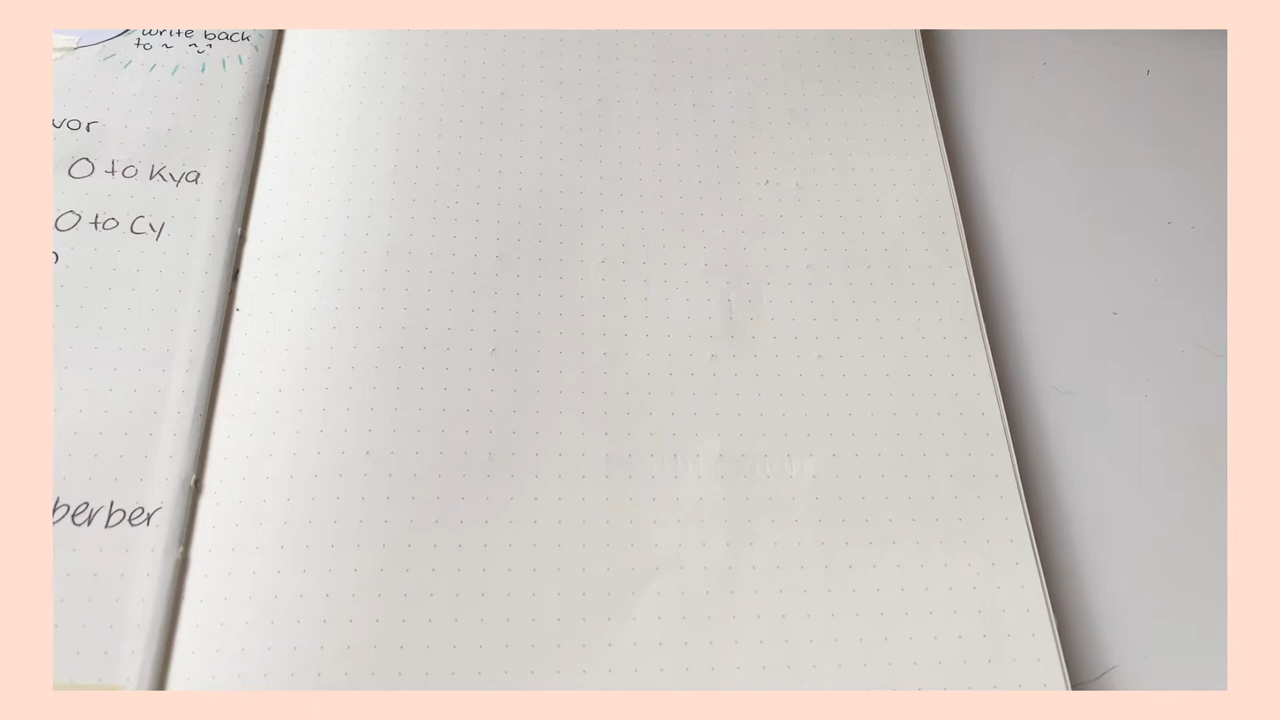 write back
to ~
vor
O to Kya
O to Cy
berber